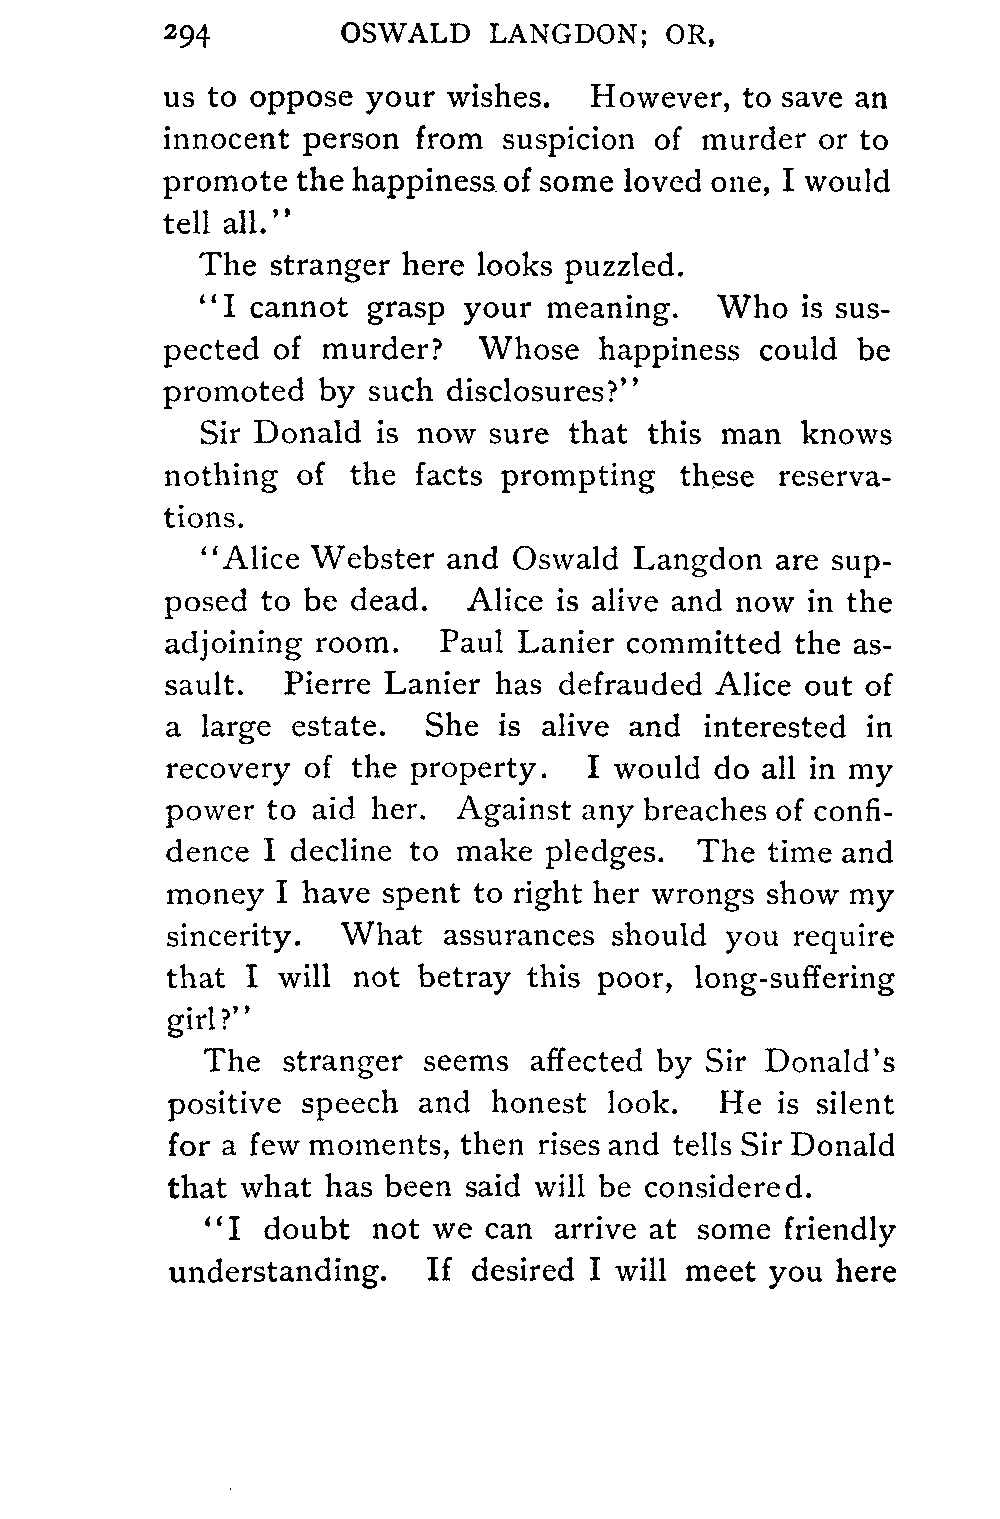 294 OSWALD LANGDON; OR,
us to oppose your wishes. However, to save an
innocent person from suspicion of murder or to
promote the happiness of some loved one, I would
tell all.''
The stranger here looks puzzled.
''I cannot grasp your meaning. Who is sus-
pected of murder? Whose happiness could be
promoted by such disclosures?''
Sir Donald is now sure that this man knows
nothing of the facts prompting these reserva-
tions.
''Alice Webster and Oswald Langdon are sup-
posed to be dead. Alice is alive and now in the
adjoining room. Paul Lanier committed the as-
sault. Pierre Lanier has defrauded Alice out of
a large estate. She is alive and interested in
recovery of the property. I would do all in my
power to aid her. Against any breaches of confi-
dence I decline to make pledges. The time and
money I have spent to right her wrongs show my
sincerity. What assurances should you require
that I will not betray this poor, long-suffering
girl?''
The stranger seems affected by Sir Donald's
positive speech and honest look. He is silent
for a few moments, then rises and tells Sir Donald
that what has been said will be considered.
''I doubt not we can arrive at some friendly
understanding. If desired I will meet you here